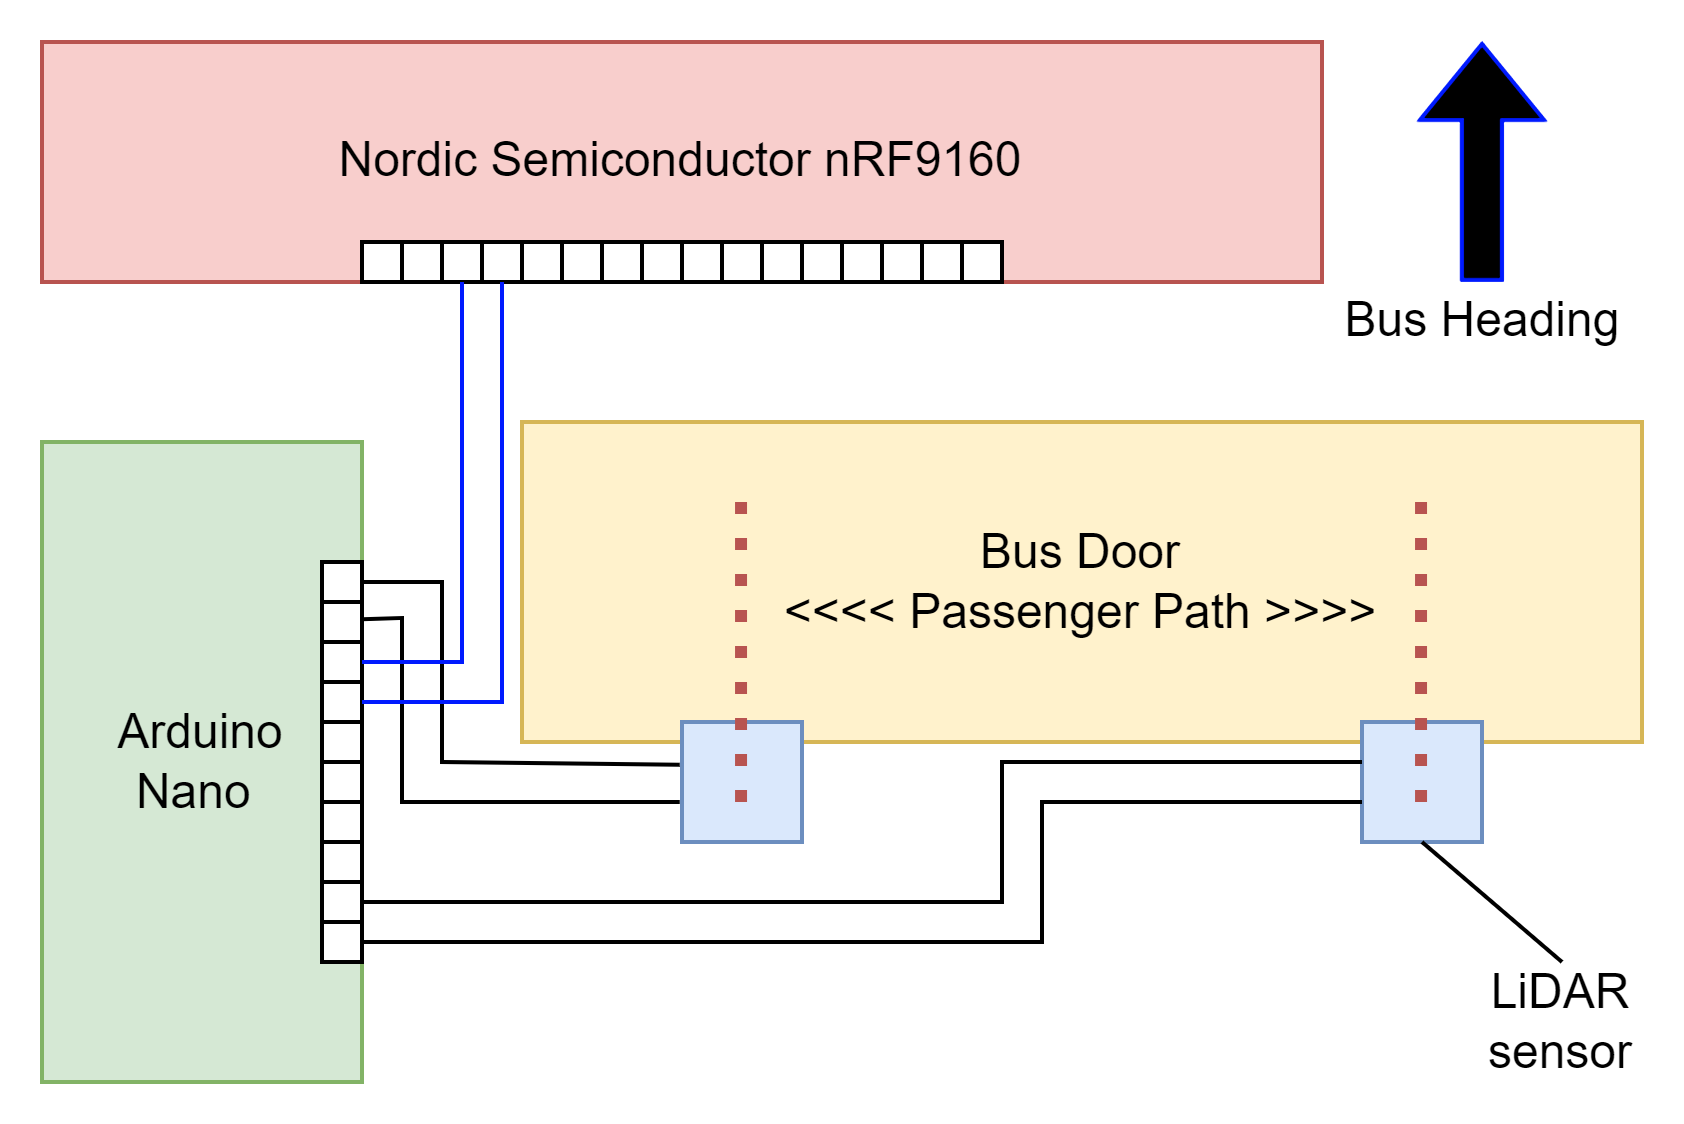 Nordic Semiconductor nRF9160
Bus Heading
Bus Door
<<<< Passenger Path >>>>
Arduino
Nano
LiDAR
sensor